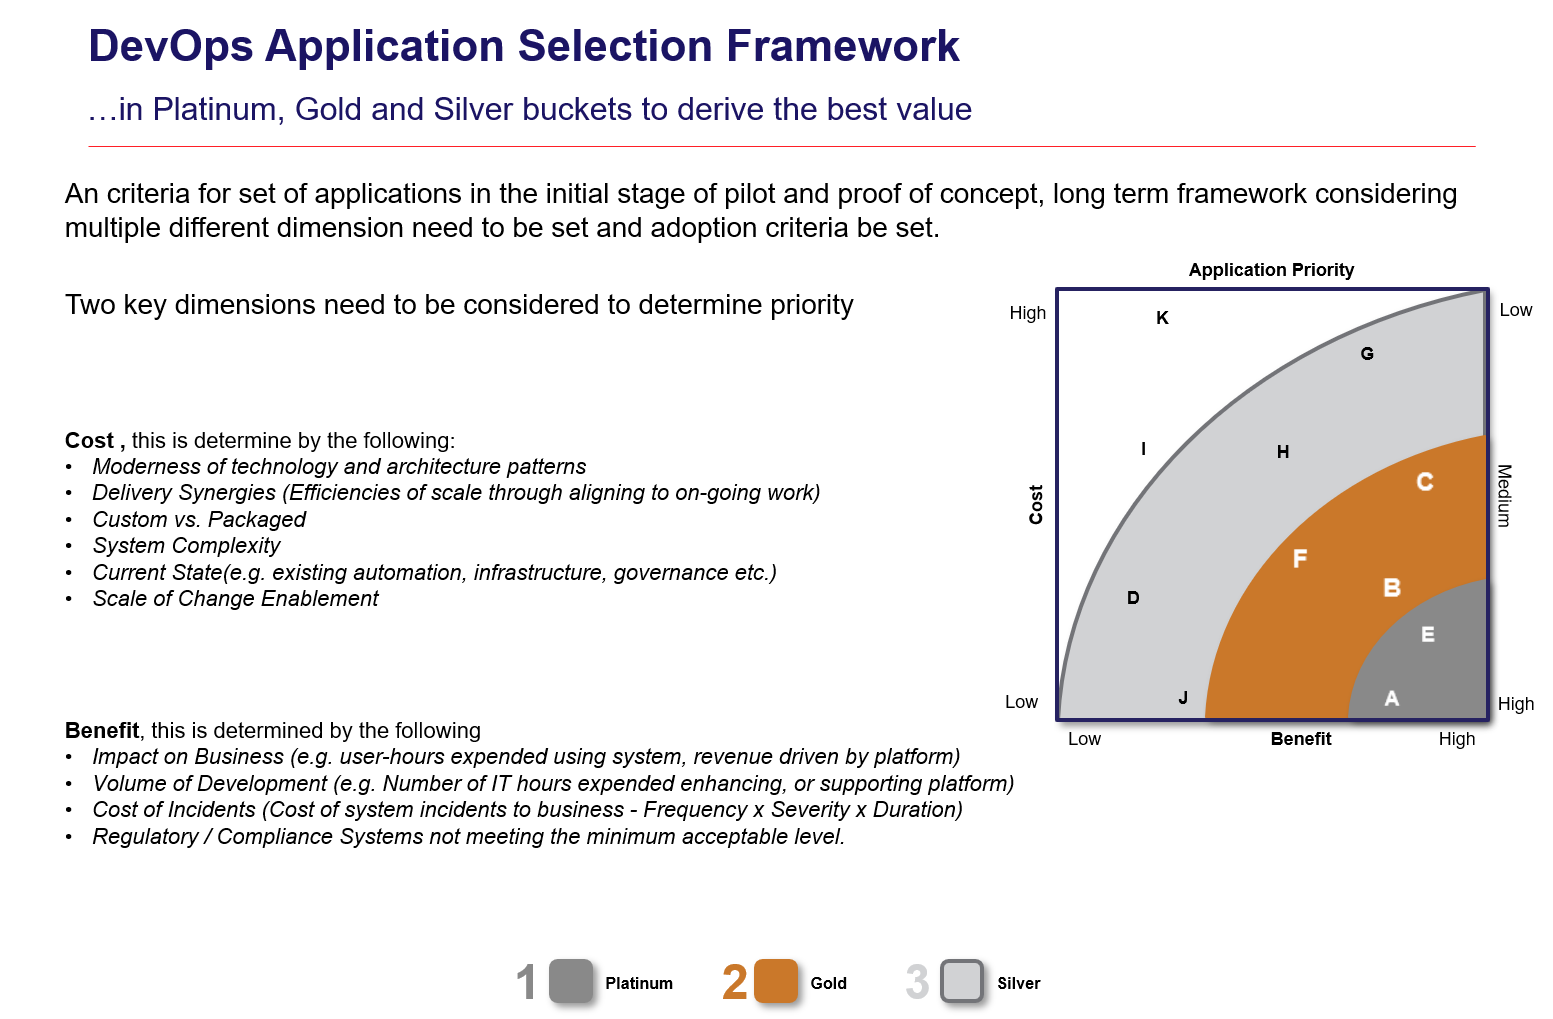 DevOps Application Selection Framework
…in Platinum, Gold and Silver buckets to derive the best value
An criteria for set of applications in the initial stage of pilot and proof of concept, long term framework considering
multiple different dimension need to be set and adoption criteria be set.
Two key dimensions need to be considered to determine priority
Cost , this is determine by the following:
• Moderness of technology and architecture patterns
• Delivery Synergies (Efficiencies of scale through aligning to on-going work)
• Custom vs. Packaged
• System Complexity
• Current State(e.g. existing automation, infrastructure, governance etc.)
• Scale of Change Enablement
Benefit, this is determined by the following
• Impact on Business (e.g. user-hours expended using system, revenue driven by platform)
• Volume of Development (e.g. Number of IT hours expended enhancing, or supporting platform)
• Cost of Incidents (Cost of system incidents to business - Frequency x Severity x Duration)
• Regulatory / Compliance Systems not meeting the minimum acceptable level.
Application Priority
High
Low
K
G
I
H
C
Cost
Medium
F
B
D
E
J
A
Low
High
Low
Benefit
High
1 Platinum
2 Gold
3 Silver